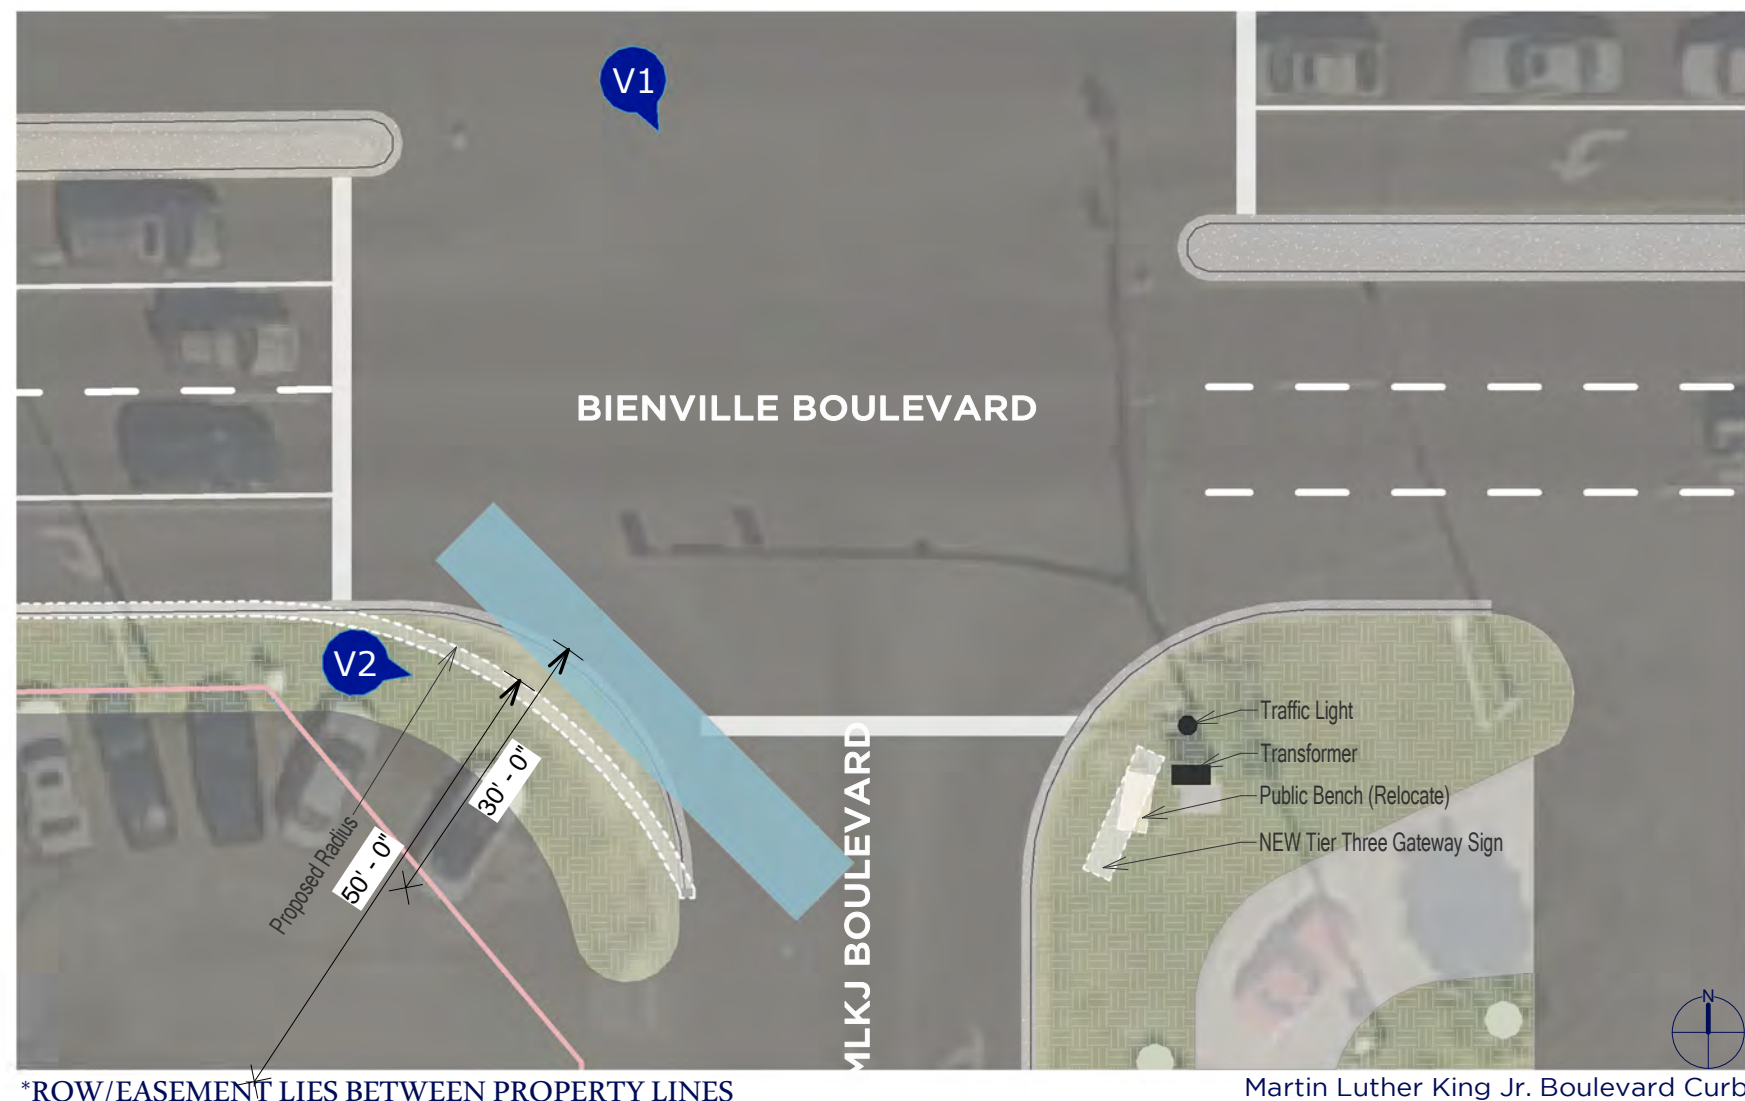 V1
BIENVILLE BOULEVARD
V2
Traffic Light
Transformer
Public Bench (Relocate)
NEW Tier Three Gateway Sign
Proposed Radius
50' - 0"
30' - 0"
MLKJ BOULEVARD
N
*ROW/EASEMENT LIES BETWEEN PROPERTY LINES
Martin Luther King Jr. Boulevard Curb